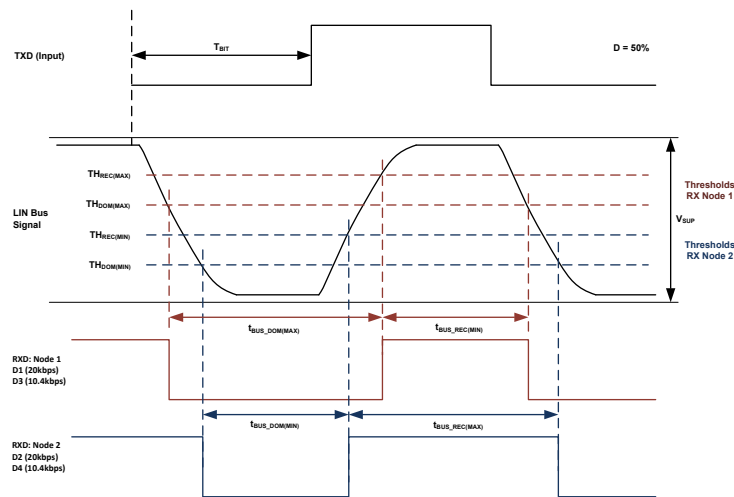 TXD (Input)
TBIT
D = 50%
THREC(MAX)
THDOM(MAX)
LIN Bus
Signal
THREC(MIN)
THDOM(MIN)
Thresholds
RX Node 1
VSUP
Thresholds
RX Node 2
tBUS_DOM(MAX)
tBUS_REC(MIN)
RXD: Node 1
D1 (20kbps)
D3 (10.4kbps)
tBUS_DOM(MIN)
tBUS_REC(MAX)
RXD: Node 2
D2 (20kbps)
D4 (10.4kbps)